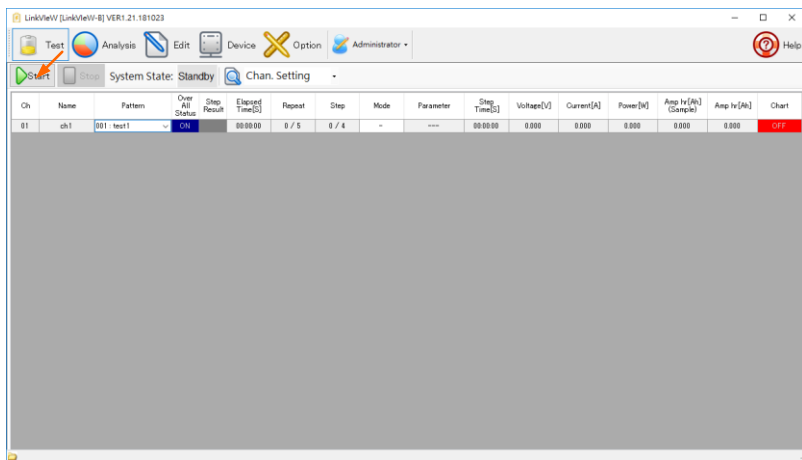 LinkVIeW [LinkVIeW-8] VER1.21.181023
Test Analysis Edit Device Option Administrator Help
Start Stop System State: Standby Chan. Setting
Ch Name Pattern Over All Status Step Result Elapsed Time[S] Repeat Step Mode Parameter Step Time[S] Voltage[V] Current[A] Power[W] Amp hr[Ah] (Sample) Amp hr[Ah] Chart
01 ch1 001 : test1 ON 00:00:00 0 / 5 0 / 4 - --- 00:00:00 0.000 0.000 0.000 0.000 0.000 OFF